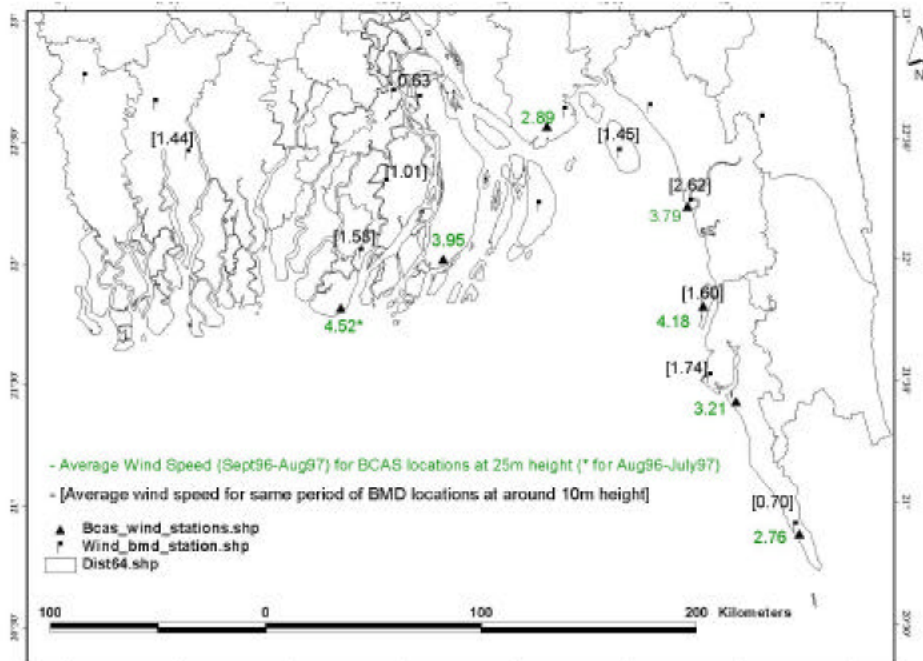 0.63
2.89
[1.44]
[1.45]
[1.01]
[2.62]
3.79
[1.58]
3.95
[1.60]
4.52*
4.18
[1.74]
3.21
- Average Wind Speed (Sept96-Aug97) for BCAS locations at 25m height (* for Aug96-July97)
- [Average wind speed for same period of BMD locations at around 10m height]
[0.70]
2.76
Bcas_wind_stations.shp
Wind_bmd_station.shp
Dist64.shp
100 0 100 200 Kilometers